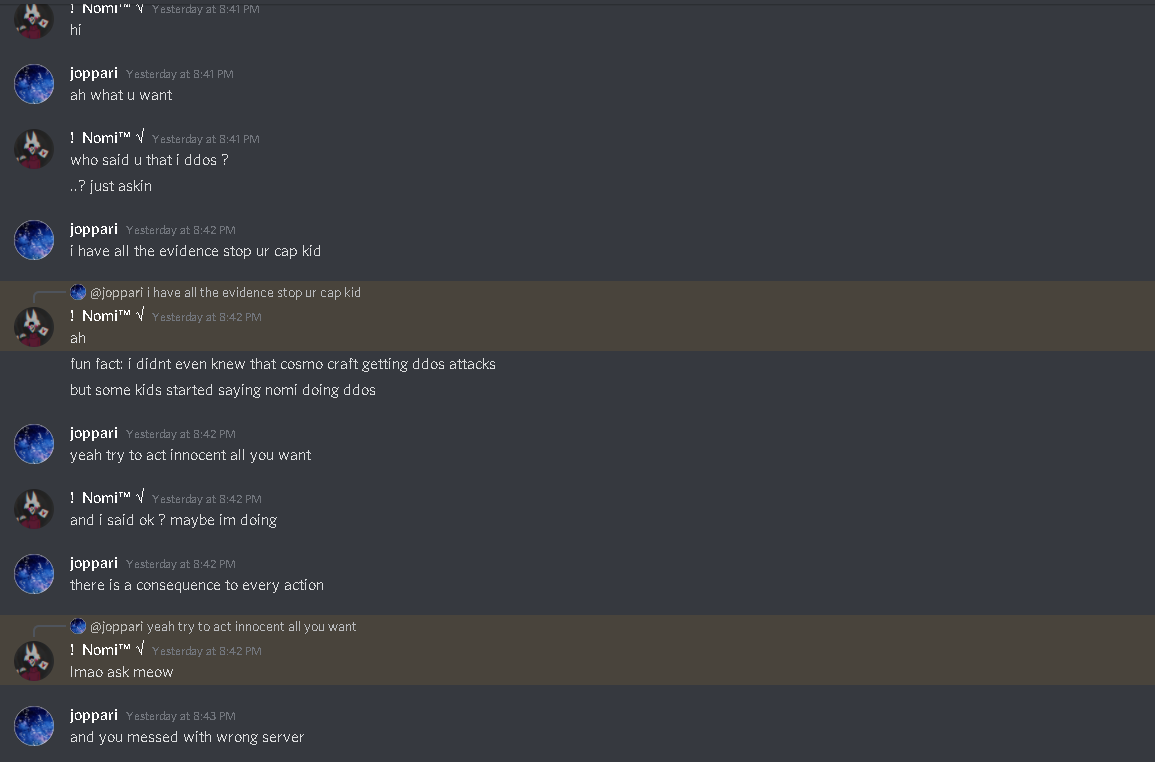 ! Nomi™ √ Yesterday at 8:41 PM
hi
joppari Yesterday at 8:41 PM
ah what u want
! Nomi™ √ Yesterday at 8:41 PM
who said u that i ddos ?
..? just askin
joppari Yesterday at 8:42 PM
i have all the evidence stop ur cap kid
@joppari i have all the evidence stop ur cap kid
! Nomi™ √ Yesterday at 8:42 PM
ah
fun fact: i didnt even knew that cosmo craft getting ddos attacks
but some kids started saying nomi doing ddos
joppari Yesterday at 8:42 PM
yeah try to act innocent all you want
! Nomi™ √ Yesterday at 8:42 PM
and i said ok ? maybe im doing
joppari Yesterday at 8:42 PM
there is a consequence to every action
@joppari yeah try to act innocent all you want
! Nomi™ √ Yesterday at 8:42 PM
lmao ask meow
joppari Yesterday at 8:43 PM
and you messed with wrong server